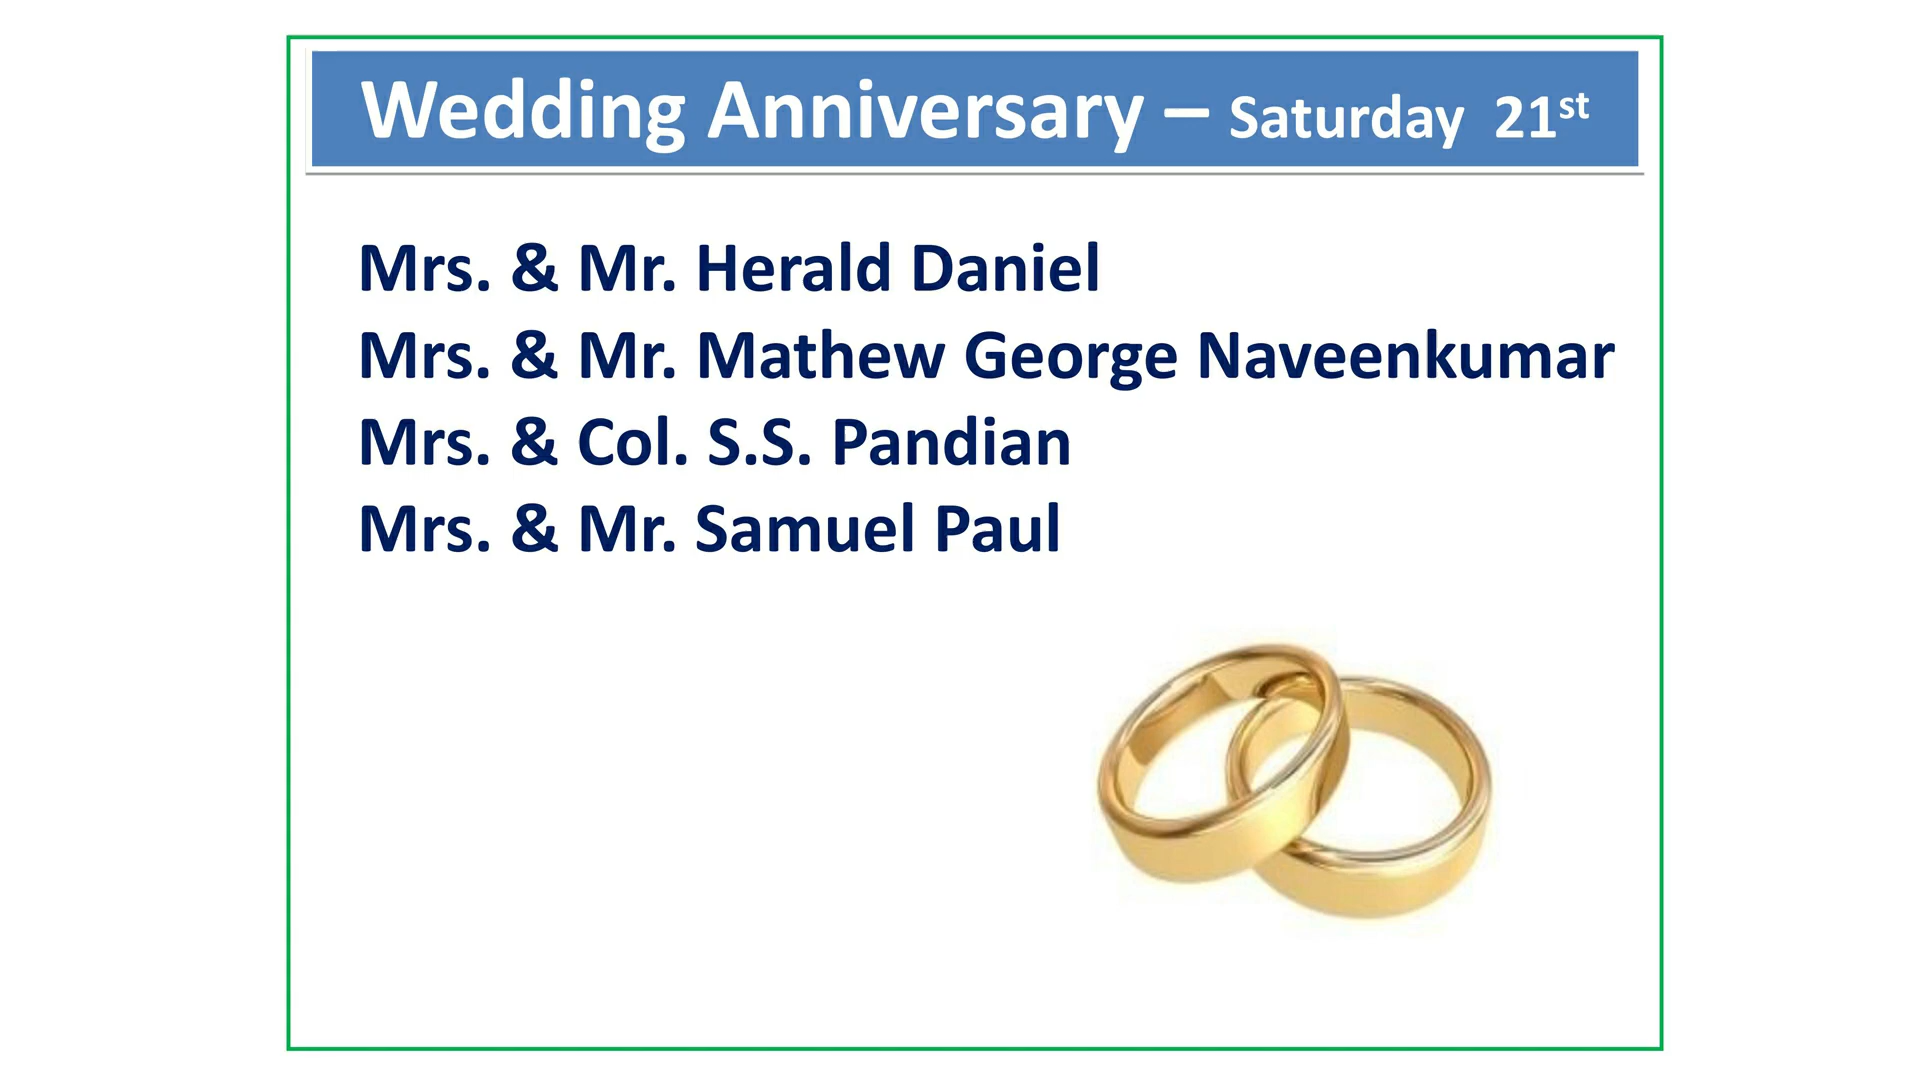 Wedding Anniversary – Saturday 21st
Mrs. & Mr. Herald Daniel
Mrs. & Mr. Mathew George Naveenkumar
Mrs. & Col. S.S. Pandian
Mrs. & Mr. Samuel Paul